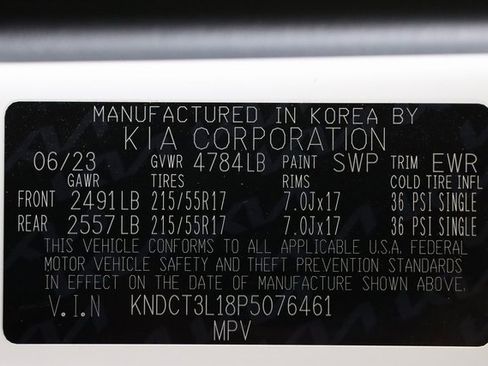 MANUFACTURED IN KOREA BY
KIA CORPORATION
06/23 GVWR 4784LB PAINT SWP TRIM EWR
GAWR TIRES RIMS COLD TIRE INFL
FRONT 2491LB 215/55R17 7.0Jx17 36 PSI SINGLE
REAR 2557LB 215/55R17 7.0Jx17 36 PSI SINGLE
THIS VEHICLE CONFORMS TO ALL APPLICABLE U.S.A. FEDERAL
MOTOR VEHICLE SAFETY AND THEFT PREVENTION STANDARDS
IN EFFECT ON THE DATE OF MANUFACTURE SHOWN ABOVE.
V.I.N KNDCT3L18P5076461
MPV